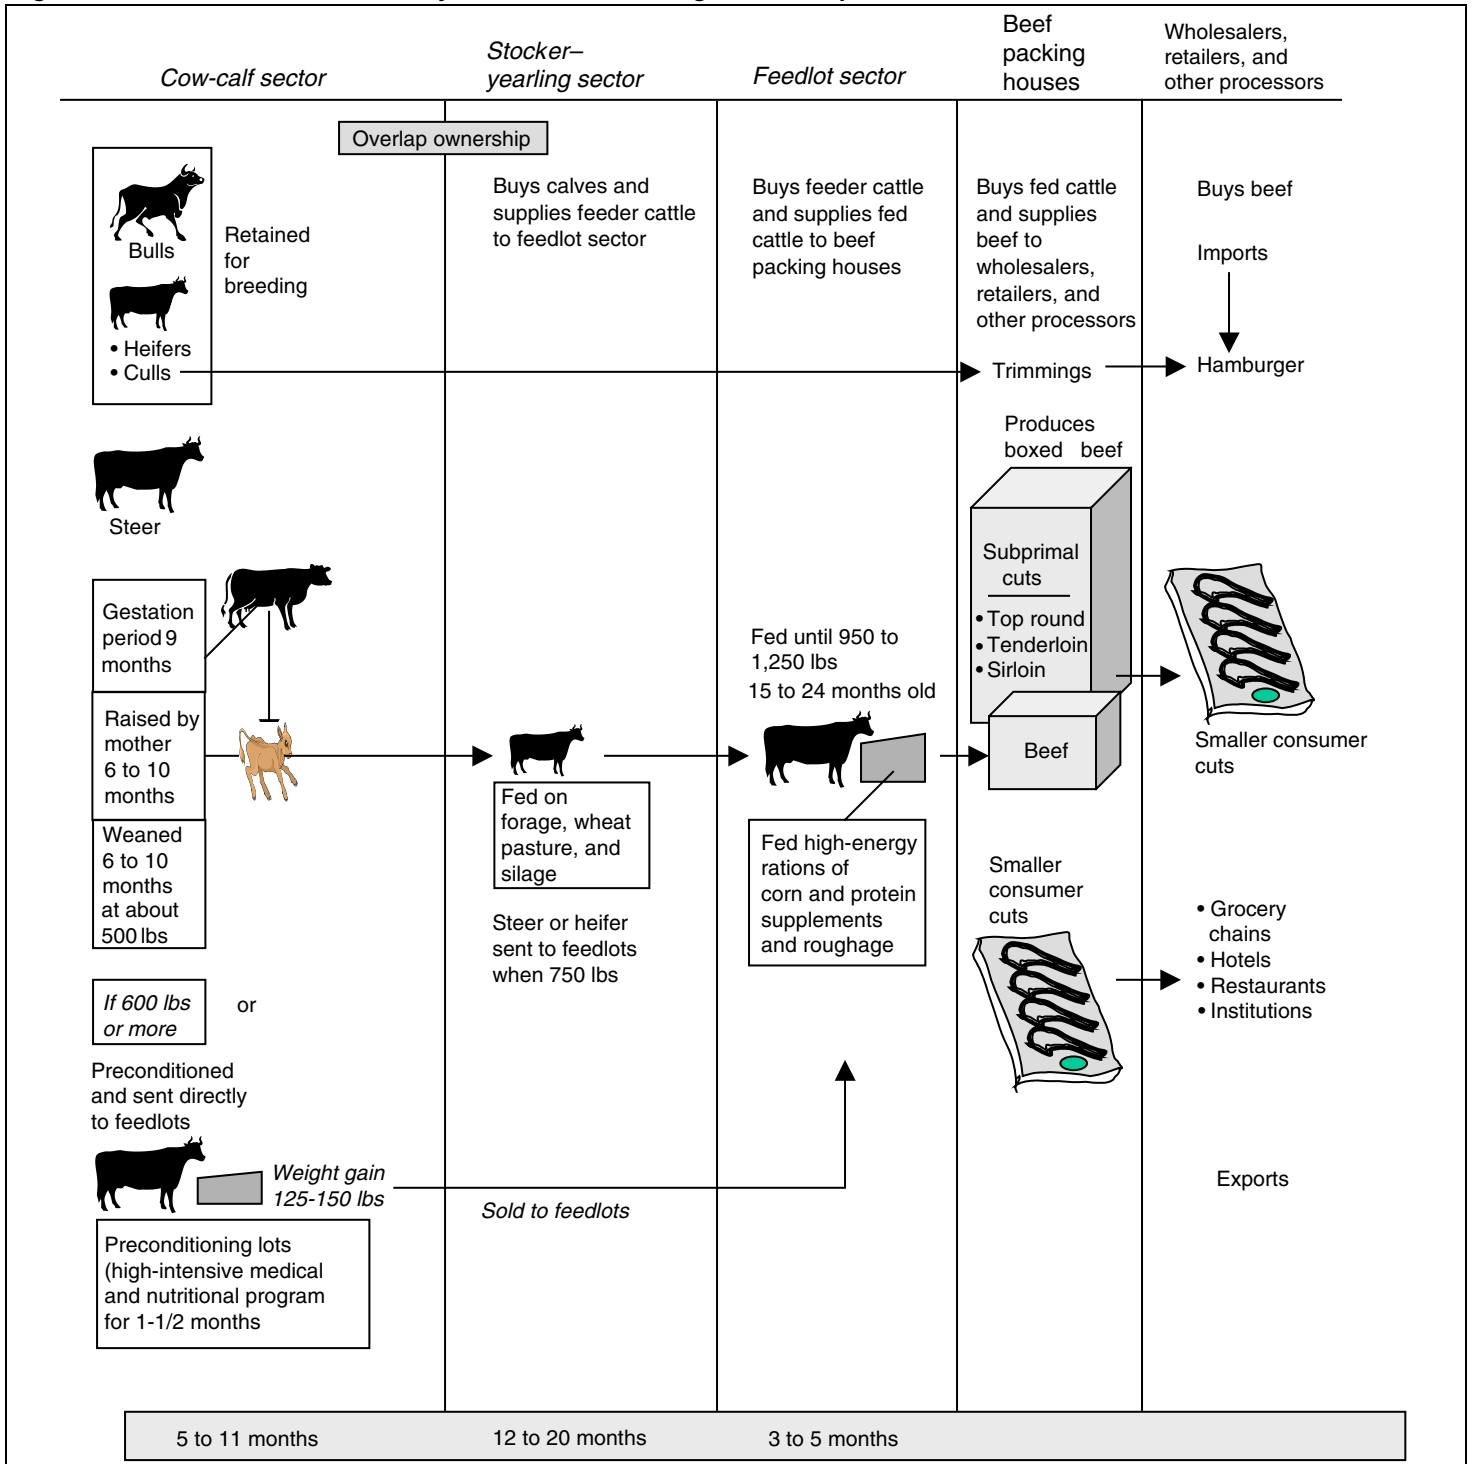 Cow-calf sector
Stocker–
yearling sector
Feedlot sector
Beef
packing
houses
Wholesalers,
retailers, and
other processors
Overlap ownership
Bulls
• Heifers
• Culls
Retained
for
breeding
Steer
Gestation
period 9
months
Raised by
mother
6 to 10
months
Weaned
6 to 10
months
at about
500 lbs
If 600 lbs
or more
or
Preconditioned
and sent directly
to feedlots
Weight gain
125-150 lbs
Preconditioning lots
(high-intensive medical
and nutritional program
for 1-1/2 months
Buys calves and
supplies feeder cattle
to feedlot sector
Fed on
forage, wheat
pasture, and
silage
Steer or heifer
sent to feedlots
when 750 lbs
Sold to feedlots
Buys feeder cattle
and supplies fed
cattle to beef
packing houses
Fed until 950 to
1,250 lbs
15 to 24 months old
Fed high-energy
rations of
corn and protein
supplements
and roughage
Buys fed cattle
and supplies
beef to
wholesalers,
retailers, and
other processors
Trimmings
Produces
boxed beef
Subprimal
cuts
• Top round
• Tenderloin
• Sirloin
Beef
Smaller
consumer
cuts
Buys beef
Imports
Hamburger
Smaller consumer
cuts
• Grocery
chains
• Hotels
• Restaurants
• Institutions
Exports
5 to 11 months
12 to 20 months
3 to 5 months